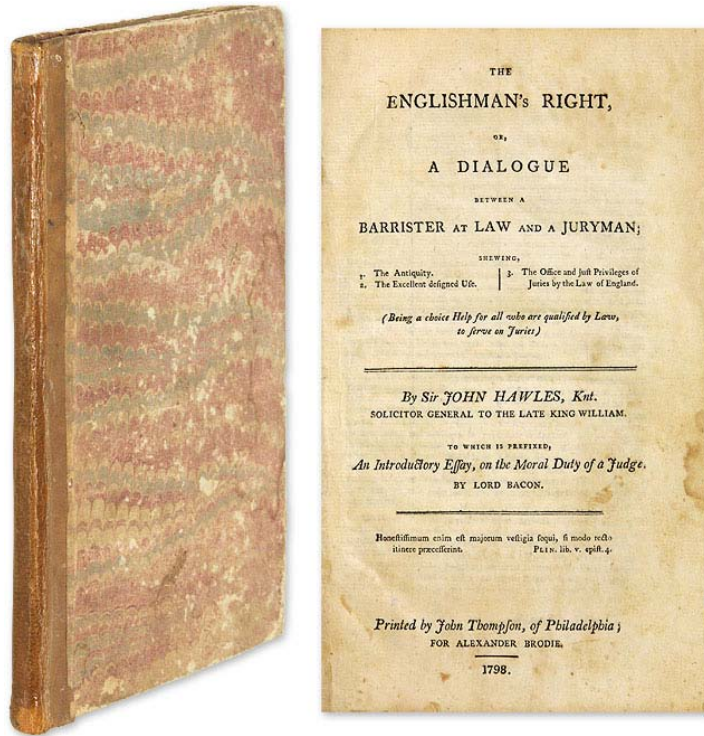 THE
ENGLISHMAN's RIGHT,
OR,
A DIALOGUE
BETWEEN A
BARRISTER AT LAW AND A JURYMAN;
SHEWING,
1. The Antiquity.
2. The Excellent deſigned Uſe.
3. The Office and juſt Privileges of
Juries by the Law of England.
(Being a choice Help for all who are qualified by Law,
to ſerve on Juries)
By Sir JOHN HAWLES, Knt.
SOLICITOR GENERAL TO THE LATE KING WILLIAM.
TO WHICH IS PREFIXED,
An Introductory Eſſay, on the Moral Duty of a Judge.
BY LORD BACON.
Honeſtiſſimum enim eſt majorum veſtigia ſequi, ſi modo recto
itinere præceſſerint. PLIN. lib. v. epiſt. 4.
Printed by John Thompſon, of Philadelphia;
FOR ALEXANDER BRODIE.
1798.